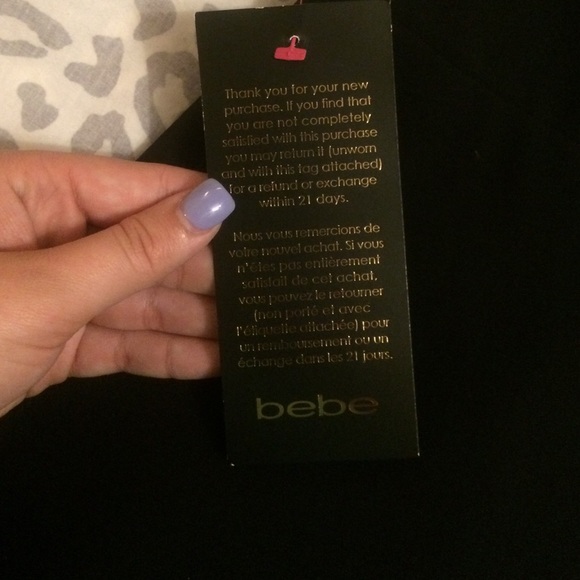 Thank you for your new
purchase. If you find that
you are not completely
satisfied with this purchase
you may return it (unworn
and with this tag attached)
for a refund or exchange
within 21 days.
Nous vous remercions de
votre nouvel achat. Si vous
n'êtes pas entièrement
satisfait de cet achat,
vous pouvez le retourner
(non porté et avec
l'étiquette attachée) pour
un remboursement ou un
échange dans les 21 jours.
bebe